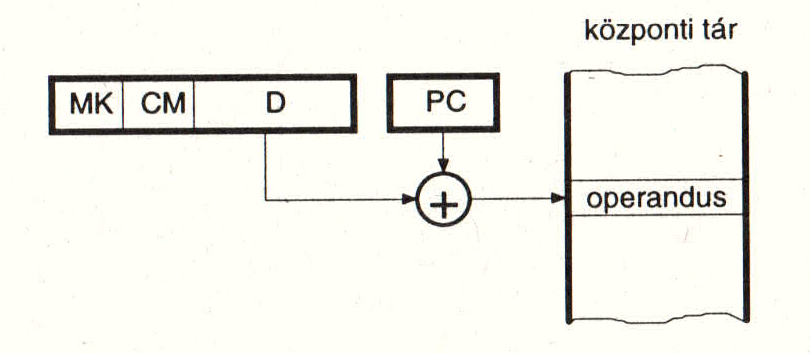 központi tár
MK CM D
PC
+
operandus